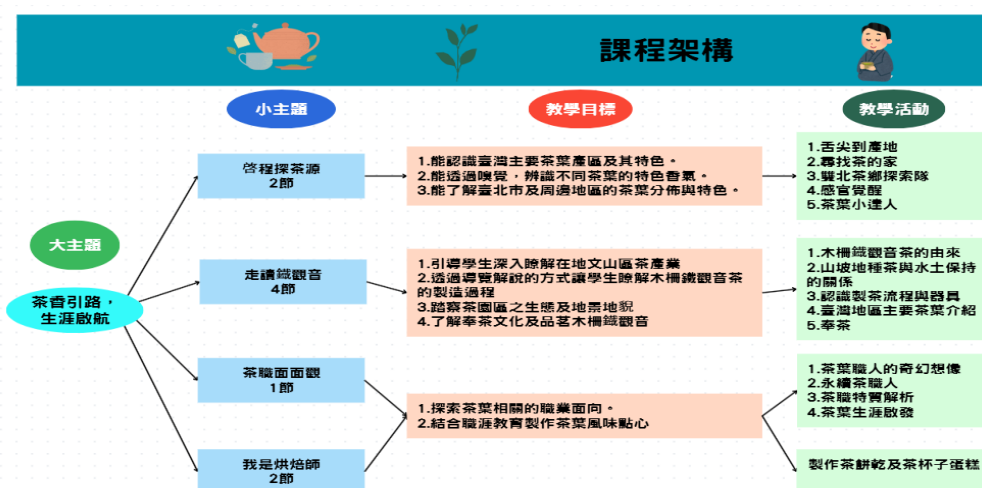 課程架構
小主題
教學目標
教學活動
大主題
茶香引路，
生涯啟航
啓程探茶源
2節
1.能認識臺灣主要茶葉產區及其特色。
2.能透過嗅覺，辨識不同茶葉的特色香氣。
3.能了解臺北市及周邊地區的茶葉分佈與特色。
1.舌尖到產地
2.尋找茶的家
3.雙北茶鄉探索隊
4.感官覺醒
5.茶葉小達人
走讀鐵觀音
4節
1.引導學生深入瞭解在地文山區茶產業
2.透過導覽解說的方式讓學生瞭解木柵鐵觀音茶
的製造過程
3.踏察茶園區之生態及地景地貌
4.了解奉茶文化及品茗木柵鐵觀音
1.木柵鐵觀音茶的由來
2.山坡地種茶與水土保持
的關係
3.認識製茶流程與器具
4.臺灣地區主要茶葉介紹
5.奉茶
茶職面面觀
1節
1.探索茶葉相關的職業面向。
2.結合職涯教育製作茶葉風味點心
1.茶葉職人的奇幻想像
2.永續茶職人
3.茶職特質解析
4.茶葉生涯啟發
我是烘焙師
2節
製作茶餅乾及茶杯子蛋糕